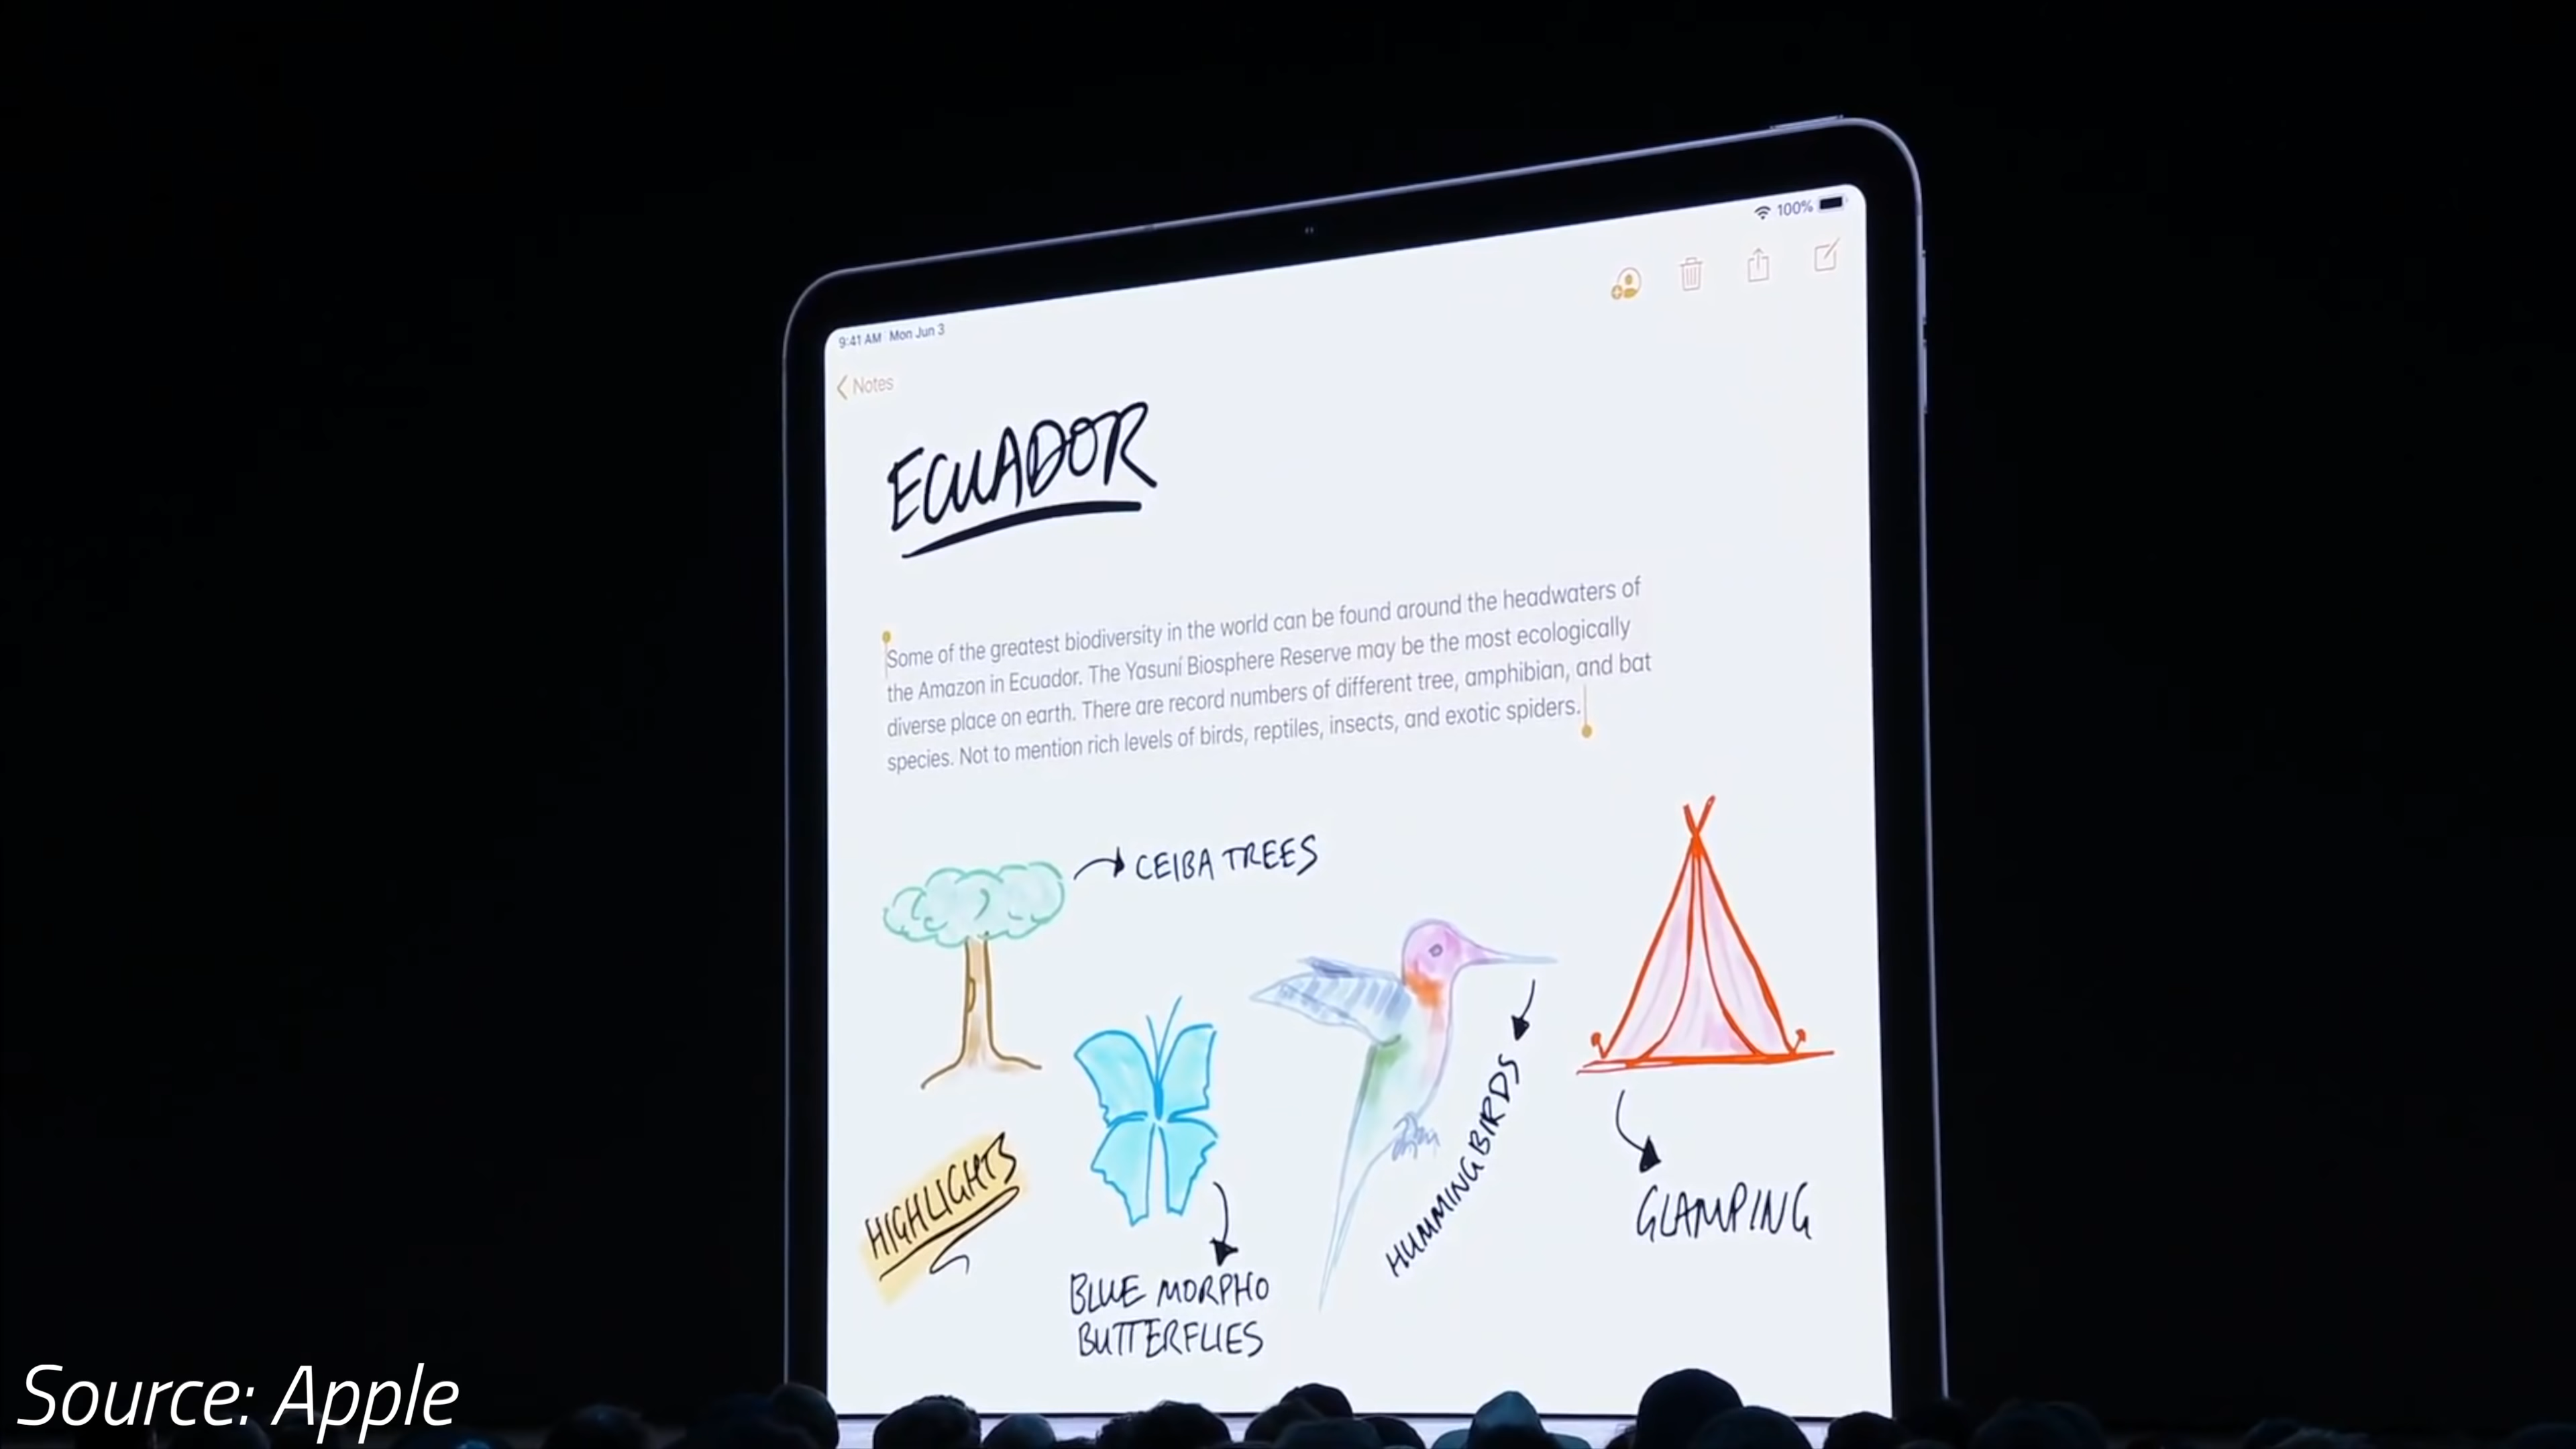 100%
9:41 AM Mon Jun 3
Notes
ECUADOR
Some of the greatest biodiversity in the world can be found around the headwaters of
the Amazon in Ecuador. The Yasuní Biosphere Reserve may be the most ecologically
diverse place on earth. There are record numbers of different tree, amphibian, and bat
species. Not to mention rich levels of birds, reptiles, insects, and exotic spiders.
CEIBA TREES
HIGHLIGHTS
BLUE MORPHO
BUTTERFLIES
HUMMINGBIRDS
GLAMPING
Source: Apple